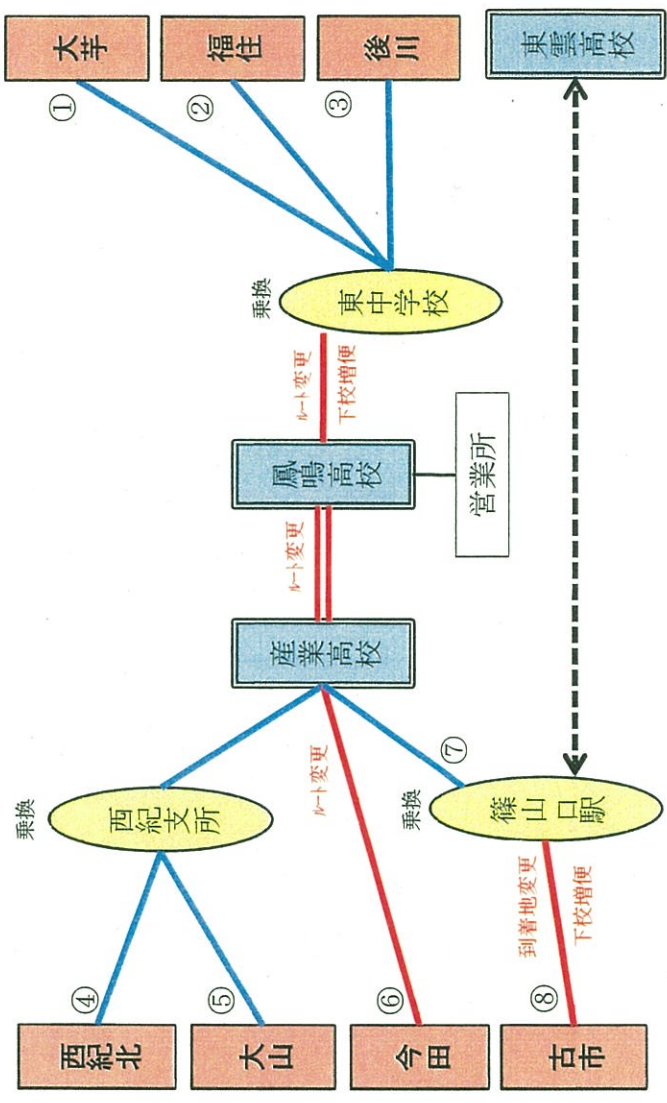 西紀北
④
大山
⑤
今田
⑥
古市
⑧
乗換
西紀支所
ルート変更
到着地変更
下校増便
乗換
篠山口駅
⑦
産業高校
ルート変更
鳳鳴高校
営業所
ルート変更
下校増便
乗換
東中学校
①
大芋
②
福住
③
後川
東雲高校